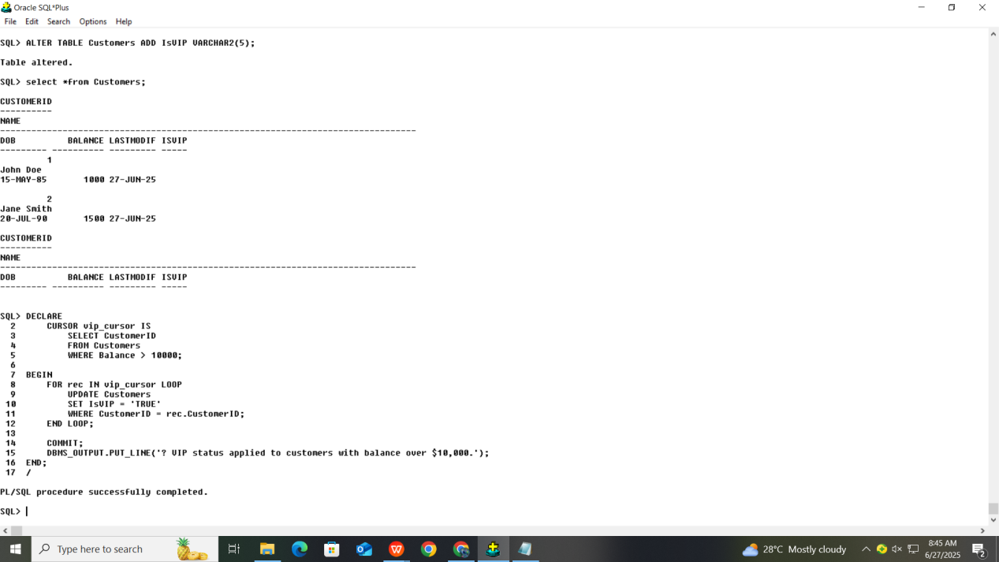 Oracle SQL*Plus
File Edit Search Options Help
SQL> ALTER TABLE Customers ADD IsVIP VARCHAR2(5);
Table altered.
SQL> select *from Customers;
CUSTOMERID
----------
NAME
--------------------------------------------------------------------------------
DOB          BALANCE LASTMODIF ISVIP
--------- ---------- --------- -----
         1
John Doe
15-MAY-85       1000 27-JUN-25
         2
Jane Smith
20-JUL-90       1500 27-JUN-25
CUSTOMERID
----------
NAME
--------------------------------------------------------------------------------
DOB          BALANCE LASTMODIF ISVIP
--------- ---------- --------- -----
SQL> DECLARE
  2      CURSOR vip_cursor IS
  3          SELECT CustomerID
  4          FROM Customers
  5          WHERE Balance > 10000;
  6
  7  BEGIN
  8      FOR rec IN vip_cursor LOOP
  9          UPDATE Customers
 10          SET IsVIP = 'TRUE'
 11          WHERE CustomerID = rec.CustomerID;
 12      END LOOP;
 13
 14      COMMIT;
 15      DBMS_OUTPUT.PUT_LINE('? VIP status applied to customers with balance over $10,000.');
 16  END;
 17  /
PL/SQL procedure successfully completed.
SQL>
Type here to search
28°C Mostly cloudy
8:45 AM
6/27/2025
2